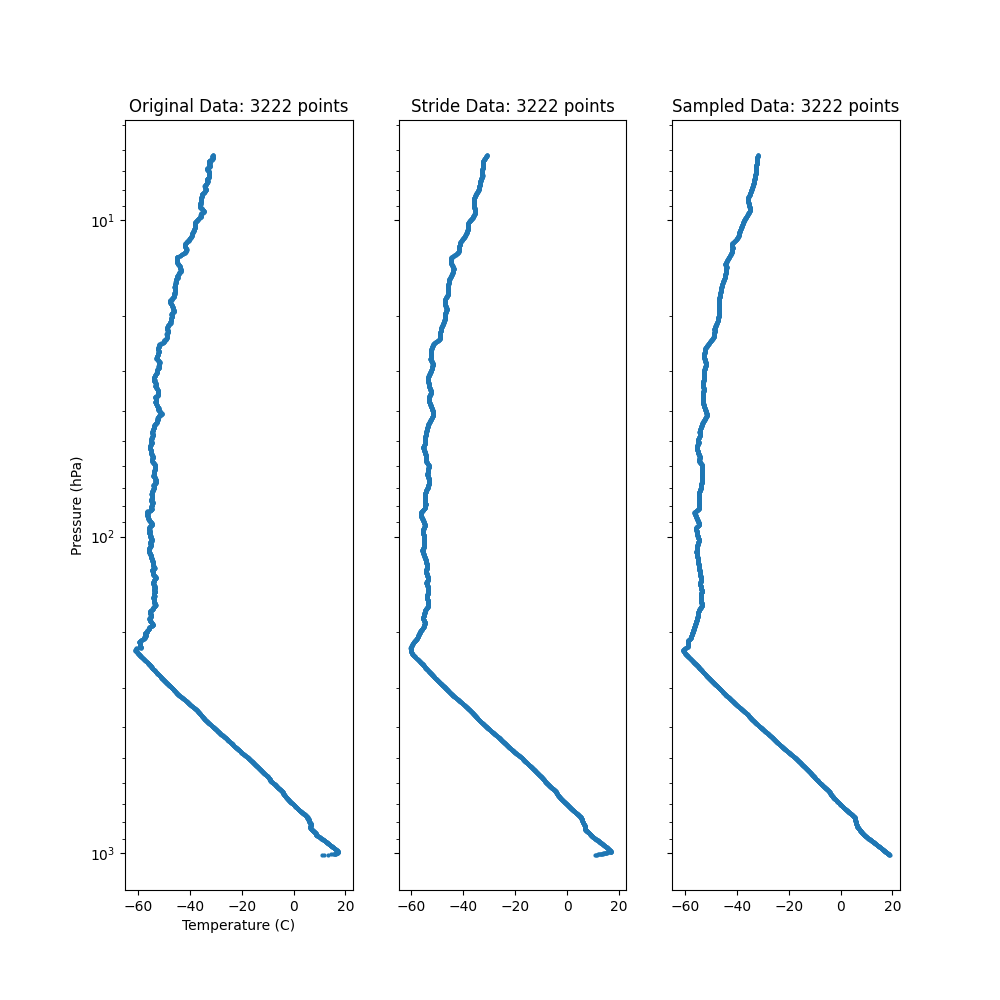 Original Data: 3222 points
Stride Data: 3222 points
Sampled Data: 3222 points
Pressure (hPa)
10¹
10²
10³
−60 −40 −20 0 20
−60 −40 −20 0 20
−60 −40 −20 0 20
Temperature (C)